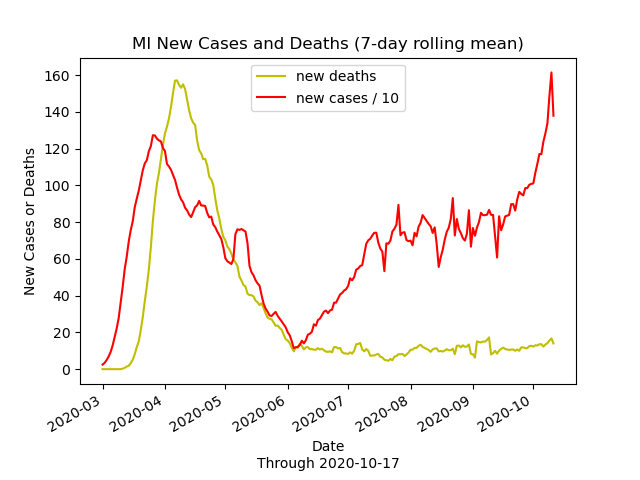 MI New Cases and Deaths (7-day rolling mean)
new deaths
new cases / 10
New Cases or Deaths
160
140
120
100
80
60
40
20
0
2020-03
2020-04
2020-05
2020-06
2020-07
2020-08
2020-09
2020-10
Date
Through 2020-10-17